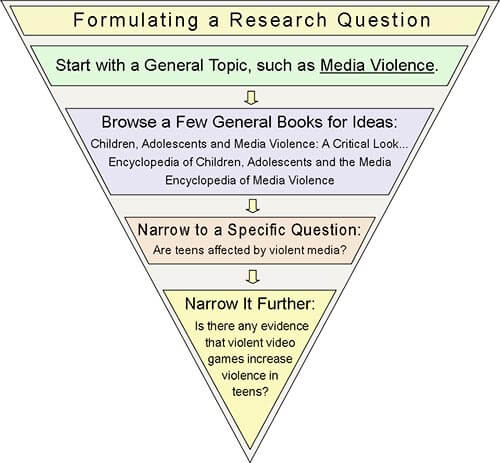 Formulating a Research Question
Start with a General Topic, such as Media Violence.
Browse a Few General Books for Ideas:
Children, Adolescents and Media Violence: A Critical Look...
Encyclopedia of Children, Adolescents and the Media
Encyclopedia of Media Violence
Narrow to a Specific Question:
Are teens affected by violent media?
Narrow It Further:
Is there any evidence
that violent video
games increase
violence in
teens?